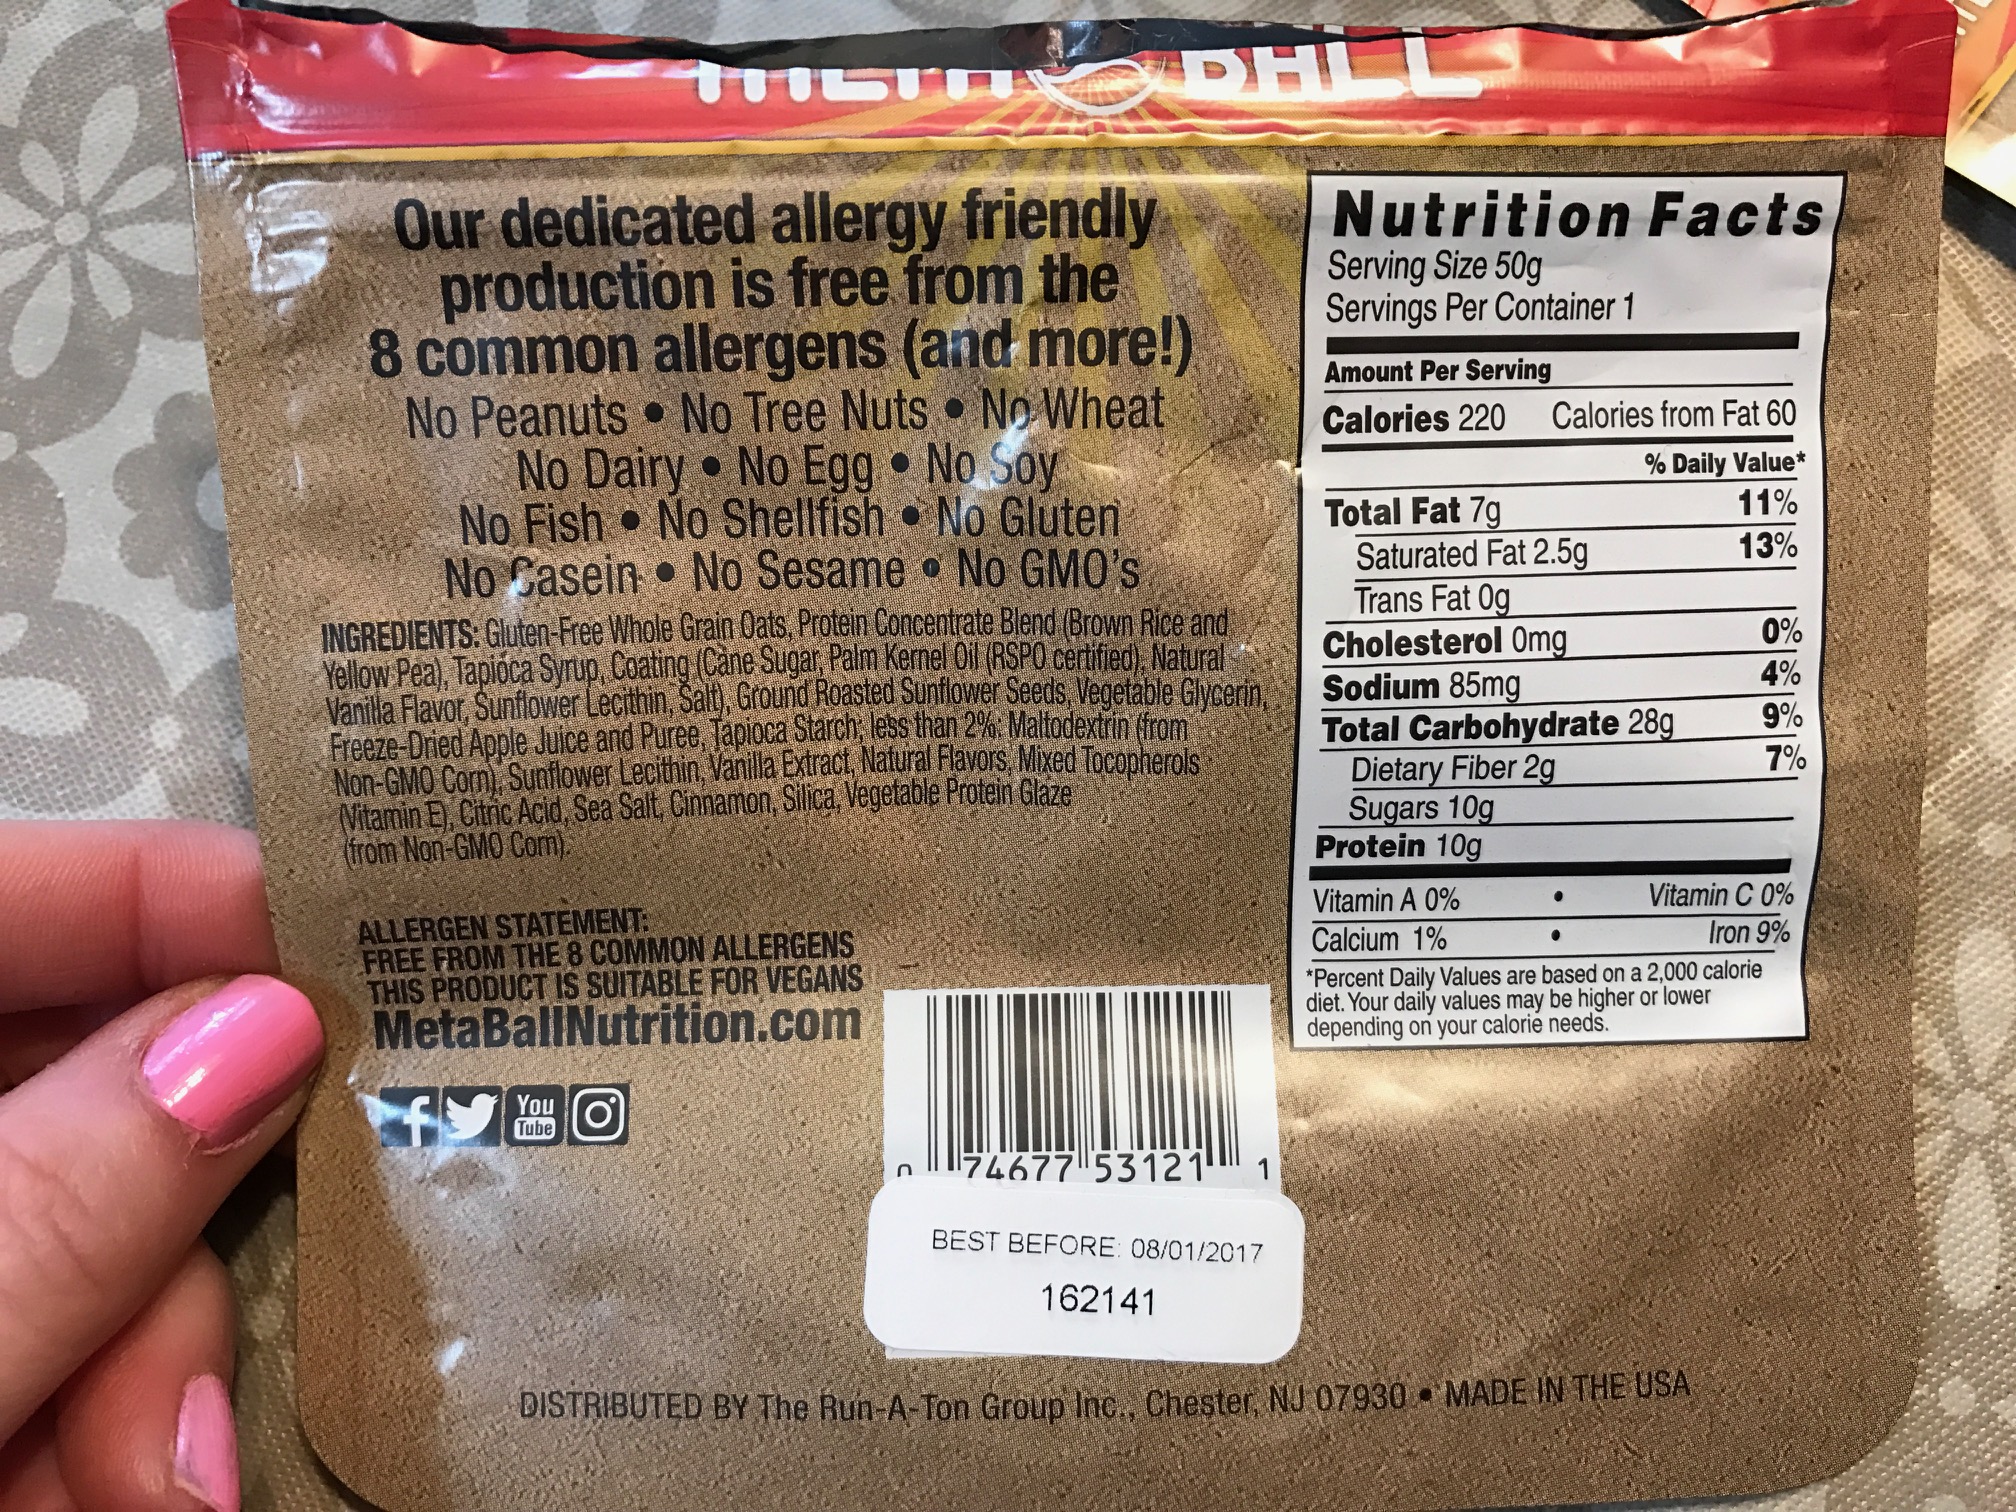 META BALL
Our dedicated allergy friendly
production is free from the
8 common allergens (and more!)
No Peanuts • No Tree Nuts • No Wheat
No Dairy • No Egg • No Soy
No Fish • No Shellfish • No Gluten
No Casein • No Sesame • No GMO's
INGREDIENTS: Gluten-Free Whole Grain Oats, Protein Concentrate Blend (Brown Rice and
Yellow Pea), Tapioca Syrup, Coating (Cane Sugar, Palm Kernel Oil (RSPO certified), Natural
Vanilla Flavor, Sunflower Lecithin, Salt), Ground Roasted Sunflower Seeds, Vegetable Glycerin,
Freeze-Dried Apple Juice and Puree, Tapioca Starch; less than 2%: Maltodextrin (from
Non-GMO Corn), Sunflower Lecithin, Vanilla Extract, Natural Flavors, Mixed Tocopherols
(Vitamin E), Citric Acid, Sea Salt, Cinnamon, Silica, Vegetable Protein Glaze
(from Non-GMO Corn).
ALLERGEN STATEMENT:
FREE FROM THE 8 COMMON ALLERGENS
THIS PRODUCT IS SUITABLE FOR VEGANS
MetaBallNutrition.com
f You
Tube
Nutrition Facts
Serving Size 50g
Servings Per Container 1
Amount Per Serving
Calories 220 Calories from Fat 60
% Daily Value*
Total Fat 7g 11%
Saturated Fat 2.5g 13%
Trans Fat 0g
Cholesterol 0mg 0%
Sodium 85mg 4%
Total Carbohydrate 28g 9%
Dietary Fiber 2g 7%
Sugars 10g
Protein 10g
Vitamin A 0% • Vitamin C 0%
Calcium 1% • Iron 9%
*Percent Daily Values are based on a 2,000 calorie
diet. Your daily values may be higher or lower
depending on your calorie needs.
0 74677 53121 1
BEST BEFORE: 08/01/2017
162141
DISTRIBUTED BY The Run-A-Ton Group Inc., Chester, NJ 07930 • MADE IN THE USA